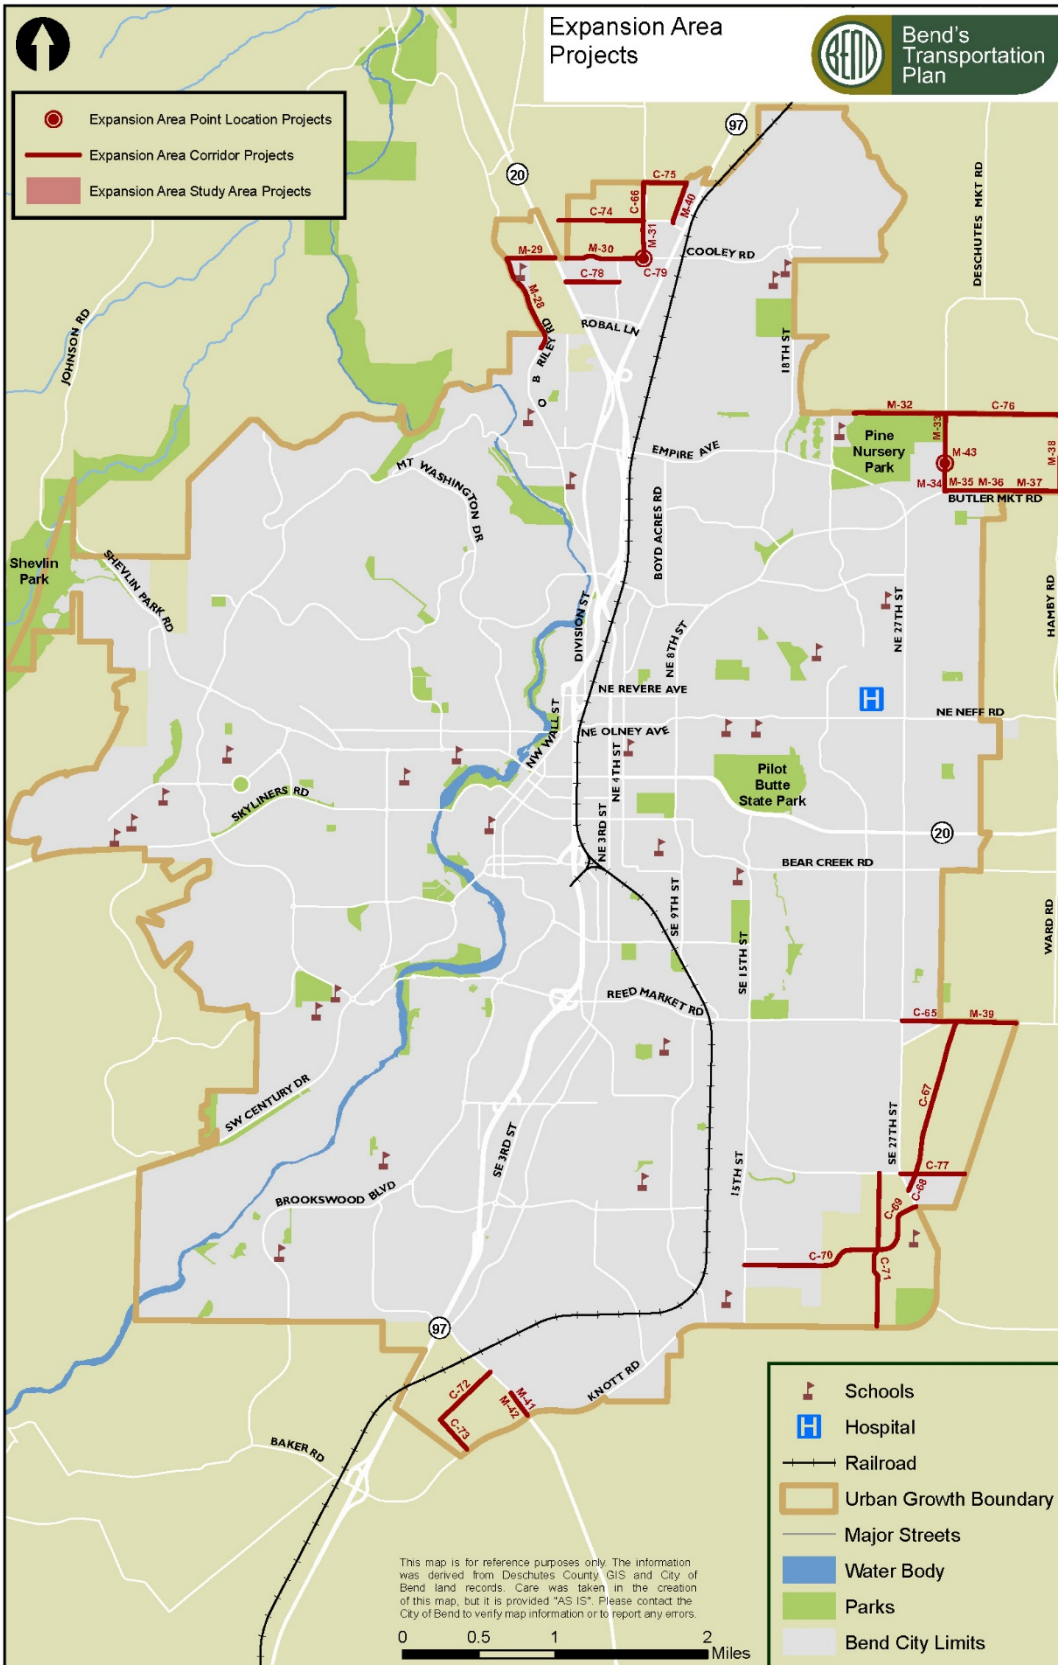 Expansion Area
Projects
BEND
Bend's
Transportation
Plan
Expansion Area Point Location Projects
Expansion Area Corridor Projects
Expansion Area Study Area Projects
97
20
C-75
C-66
M-40
C-74
M-31
M-29
M-30
COOLEY RD
C-79
C-78
M-28
ROBAL LN
O B RILEY RD
18TH ST
DESCHUTES MKT RD
JOHNSON RD
M-32
C-76
M-33
M-38
Pine
Nursery
Park
M-43
M-34
M-35
M-36
M-37
BUTLER MKT RD
EMPIRE AVE
MT WASHINGTON DR
BOYD ACRES RD
Shevlin
Park
SHEVLIN PARK RD
DIVISION ST
NE 8TH ST
NE 27TH ST
HAMBY RD
NE REVERE AVE
H
NE NEFF RD
NW WALL ST
NE OLNEY AVE
NE 4TH ST
Pilot
Butte
State Park
SKYLINERS RD
NE 3RD ST
20
BEAR CREEK RD
SE 9TH ST
SE 15TH ST
WARD RD
REED MARKET RD
C-65
M-39
C-67
SW CENTURY DR
SE 3RD ST
SE 27TH ST
15TH ST
C-77
C-68
BROOKSWOOD BLVD
C-69
C-70
C-71
97
KNOTT RD
C-72
M-41
M-42
C-73
BAKER RD
Schools
H
Hospital
Railroad
Urban Growth Boundary
Major Streets
Water Body
Parks
Bend City Limits
This map is for reference purposes only. The information
was derived from Deschutes County GIS and City of
Bend land records. Care was taken in the creation
of this map, but it is provided "AS IS". Please contact the
City of Bend to verify map information or to report any errors.
0 0.5 1 2
Miles